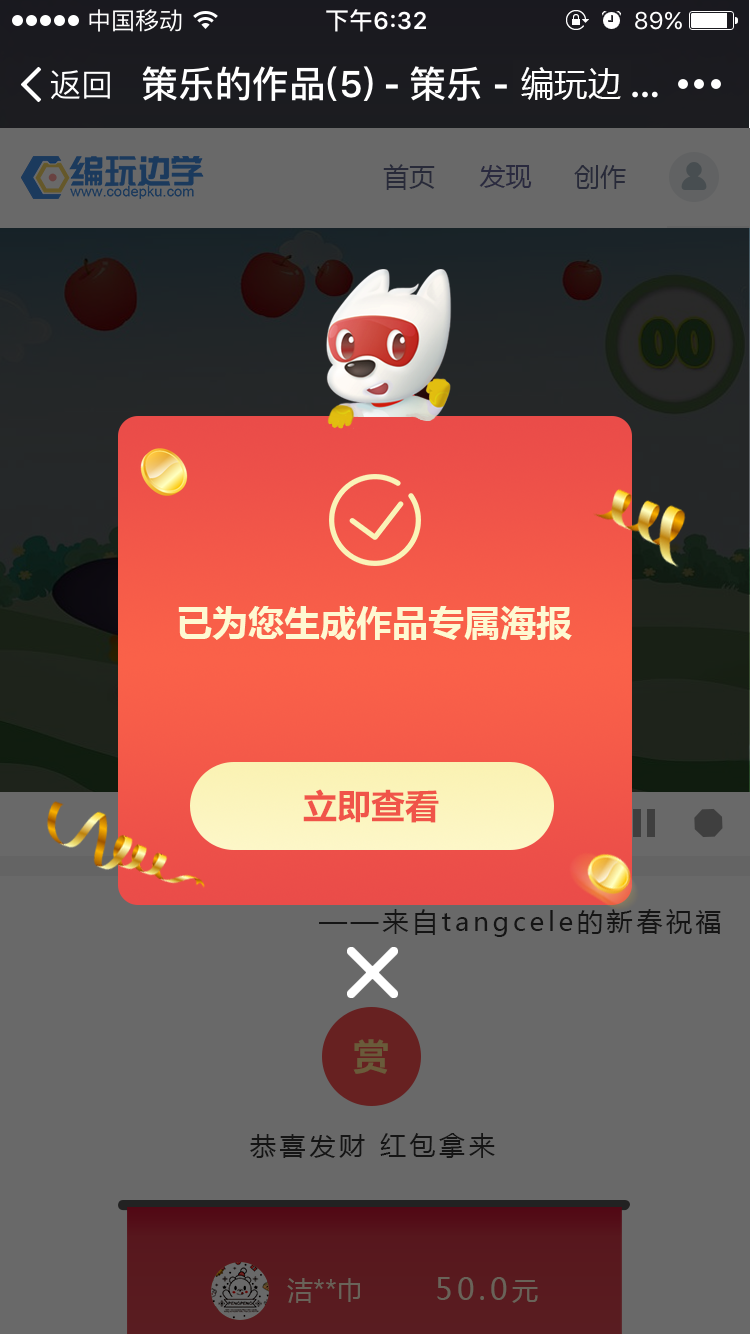 中国移动 下午6:32 89%
返回 策乐的作品(5) - 策乐 - 编玩边 ...
编玩边学 首页 发现 创作
www.codepku.com
00
已为您生成作品专属海报
立即查看
——来自tangcele的新春祝福
赏
恭喜发财 红包拿来
洁**巾 50.0元